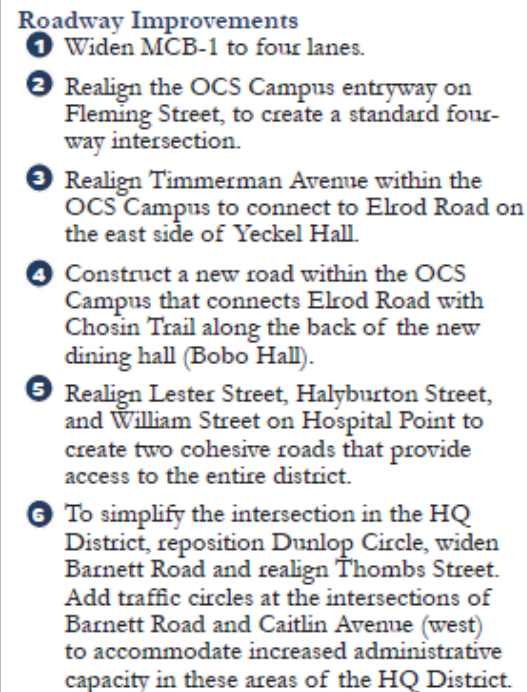 Roadway Improvements
1 Widen MCB-1 to four lanes.
2 Realign the OCS Campus entryway on
Fleming Street, to create a standard four-
way intersection.
3 Realign Timmerman Avenue within the
OCS Campus to connect to Elrod Road on
the east side of Yeckel Hall.
4 Construct a new road within the OCS
Campus that connects Elrod Road with
Chosin Trail along the back of the new
dining hall (Bobo Hall).
5 Realign Lester Street, Halyburton Street,
and William Street on Hospital Point to
create two cohesive roads that provide
access to the entire district.
6 To simplify the intersection in the HQ
District, reposition Dunlop Circle, widen
Barnett Road and realign Thombs Street.
Add traffic circles at the intersections of
Barnett Road and Caitlin Avenue (west)
to accommodate increased administrative
capacity in these areas of the HQ District.